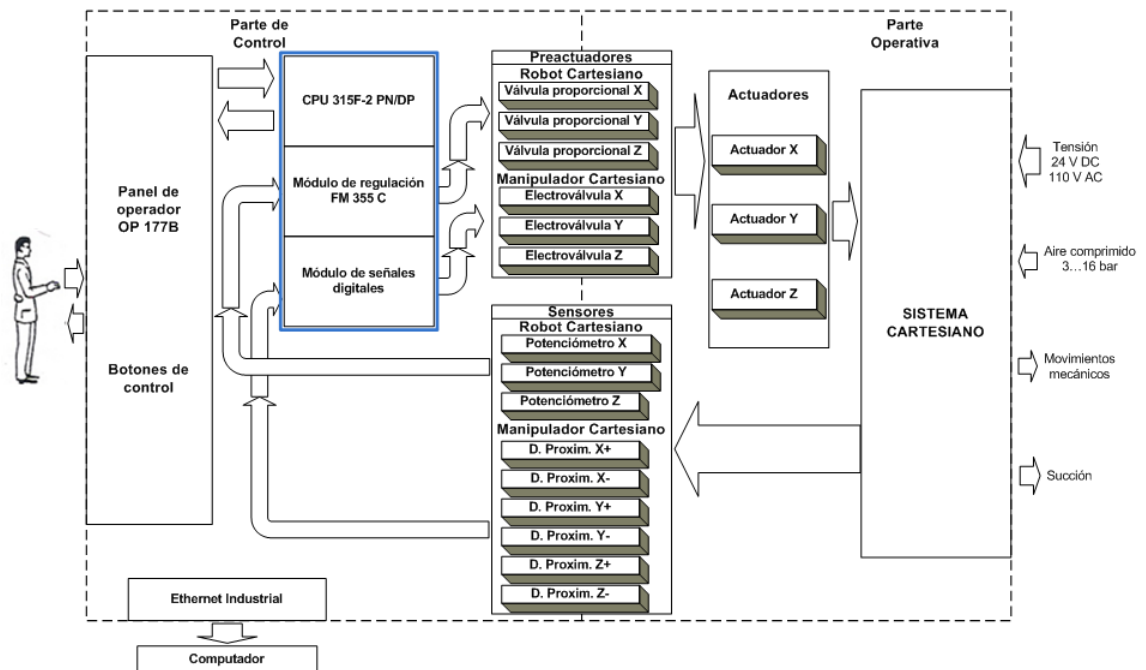 Parte de
Control
Parte
Operativa
Panel de
operador
OP 177B
Botones de
control
CPU 315F-2 PN/DP
Módulo de regulación
FM 355 C
Módulo de señales
digitales
Preactuadores
Robot Cartesiano
Válvula proporcional X
Válvula proporcional Y
Válvula proporcional Z
Manipulador Cartesiano
Electroválvula X
Electroválvula Y
Electroválvula Z
Sensores
Robot Cartesiano
Potenciómetro X
Potenciómetro Y
Potenciómetro Z
Manipulador Cartesiano
D. Proxim. X+
D. Proxim. X-
D. Proxim. Y+
D. Proxim. Y-
D. Proxim. Z+
D. Proxim. Z-
Actuadores
Actuador X
Actuador Y
Actuador Z
SISTEMA
CARTESIANO
Tensión
24 V DC
110 V AC
Aire comprimido
3...16 bar
Movimientos
mecánicos
Succión
Ethernet Industrial
Computador